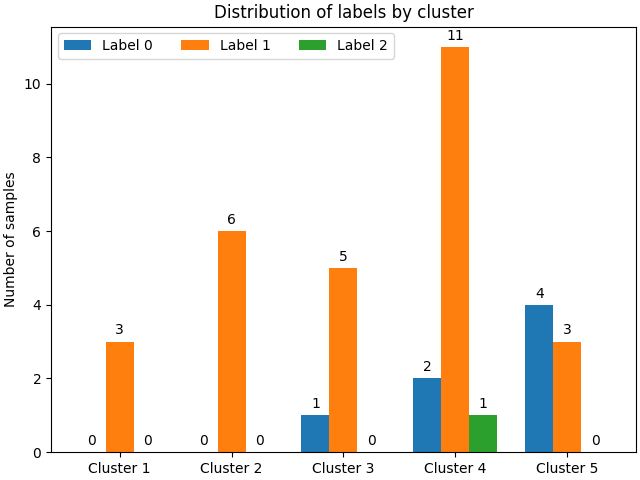 Distribution of labels by cluster
Label 0 Label 1 Label 2
Number of samples
10
8
6
4
2
0
0 3 0
0 6 0
1 5 0
2 11 1
4 3 0
Cluster 1 Cluster 2 Cluster 3 Cluster 4 Cluster 5